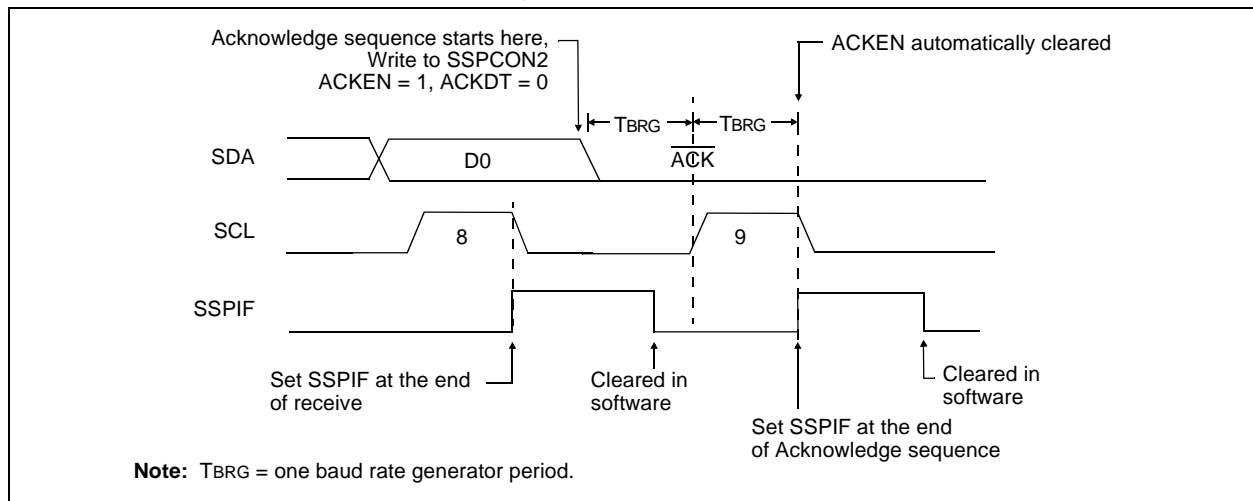 Acknowledge sequence starts here,
Write to SSPCON2
ACKEN = 1, ACKDT = 0
ACKEN automatically cleared
TBRG
TBRG
SDA
D0
ACK
SCL
8
9
SSPIF
Set SSPIF at the end
of receive
Cleared in
software
Set SSPIF at the end
of Acknowledge sequence
Cleared in
software
Note: TBRG = one baud rate generator period.